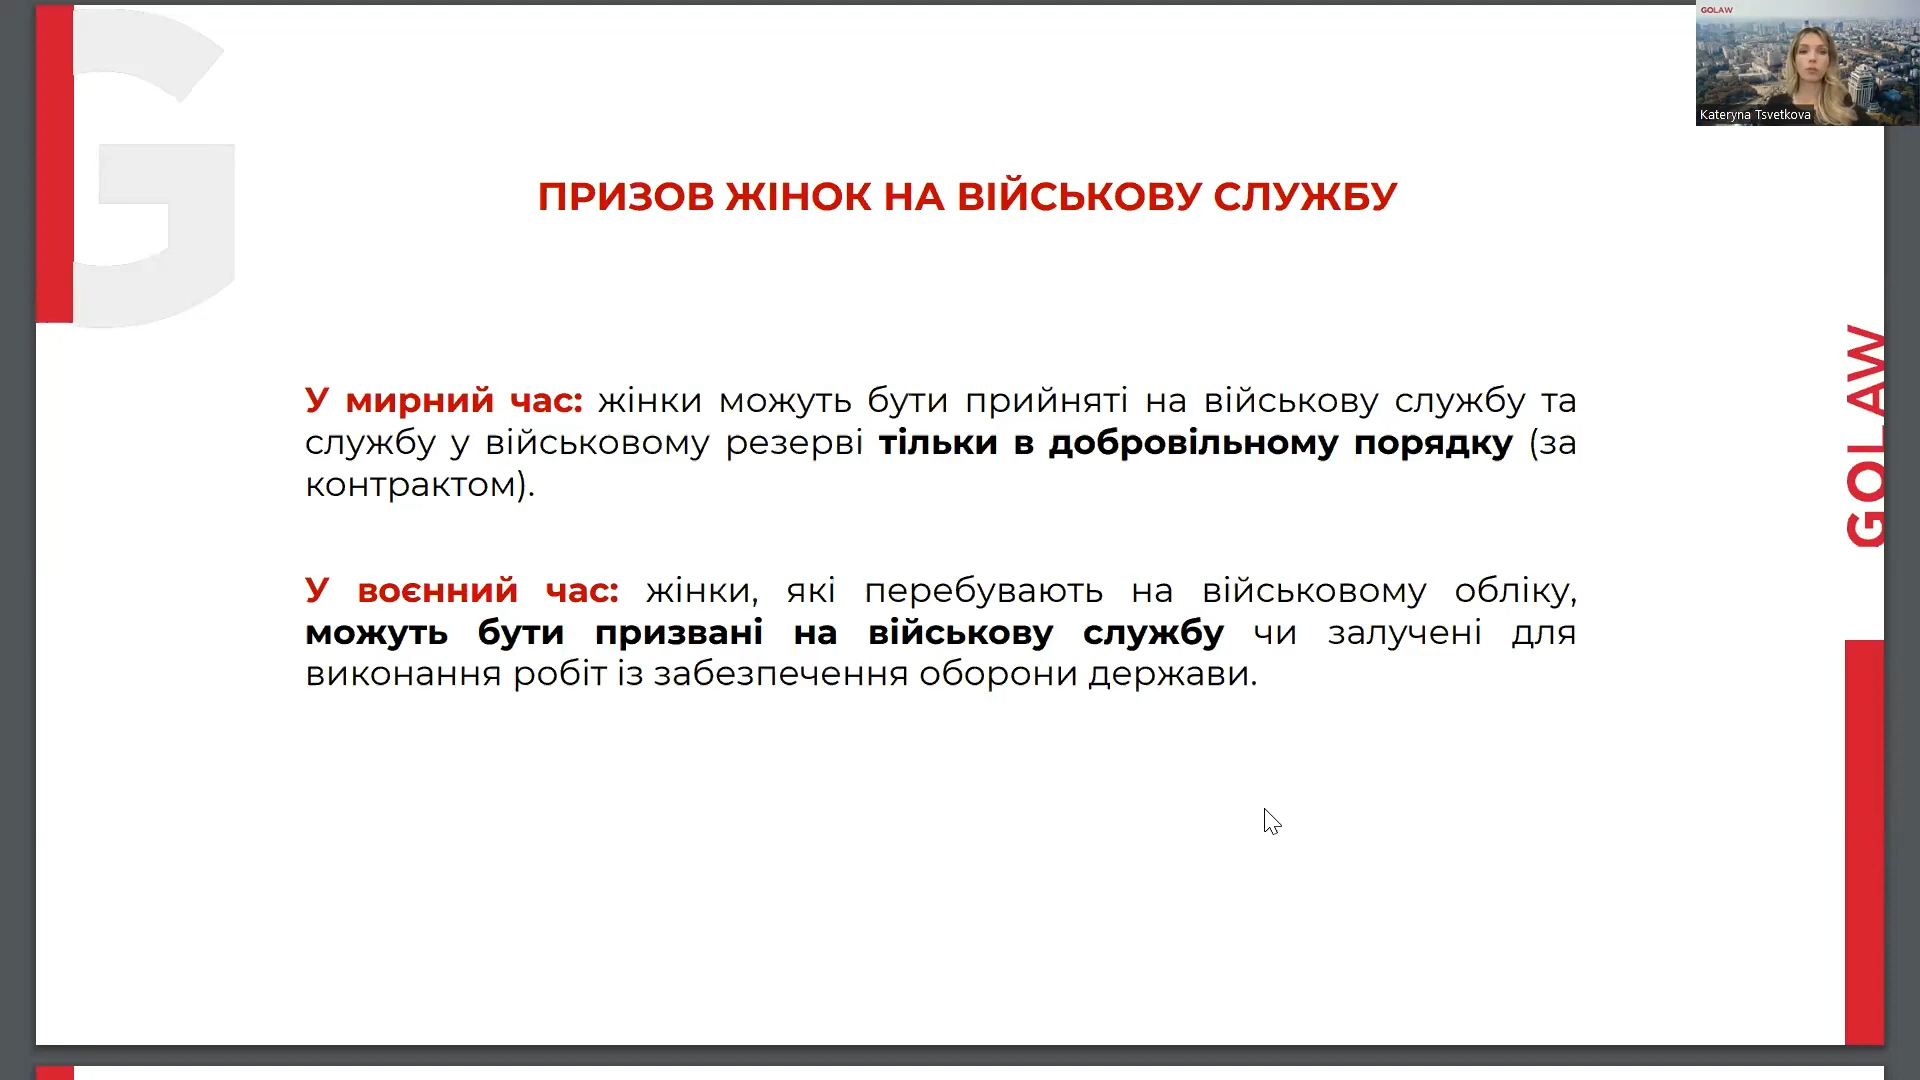 GOLAW
Kateryna Tsvetkova
ПРИЗОВ ЖІНОК НА ВІЙСЬКОВУ СЛУЖБУ
У мирний час: жінки можуть бути прийняті на військову службу та
службу у військовому резерві тільки в добровільному порядку (за
контрактом).
У воєнний час: жінки, які перебувають на військовому обліку,
можуть бути призвані на військову службу чи залучені для
виконання робіт із забезпечення оборони держави.
GOLAW